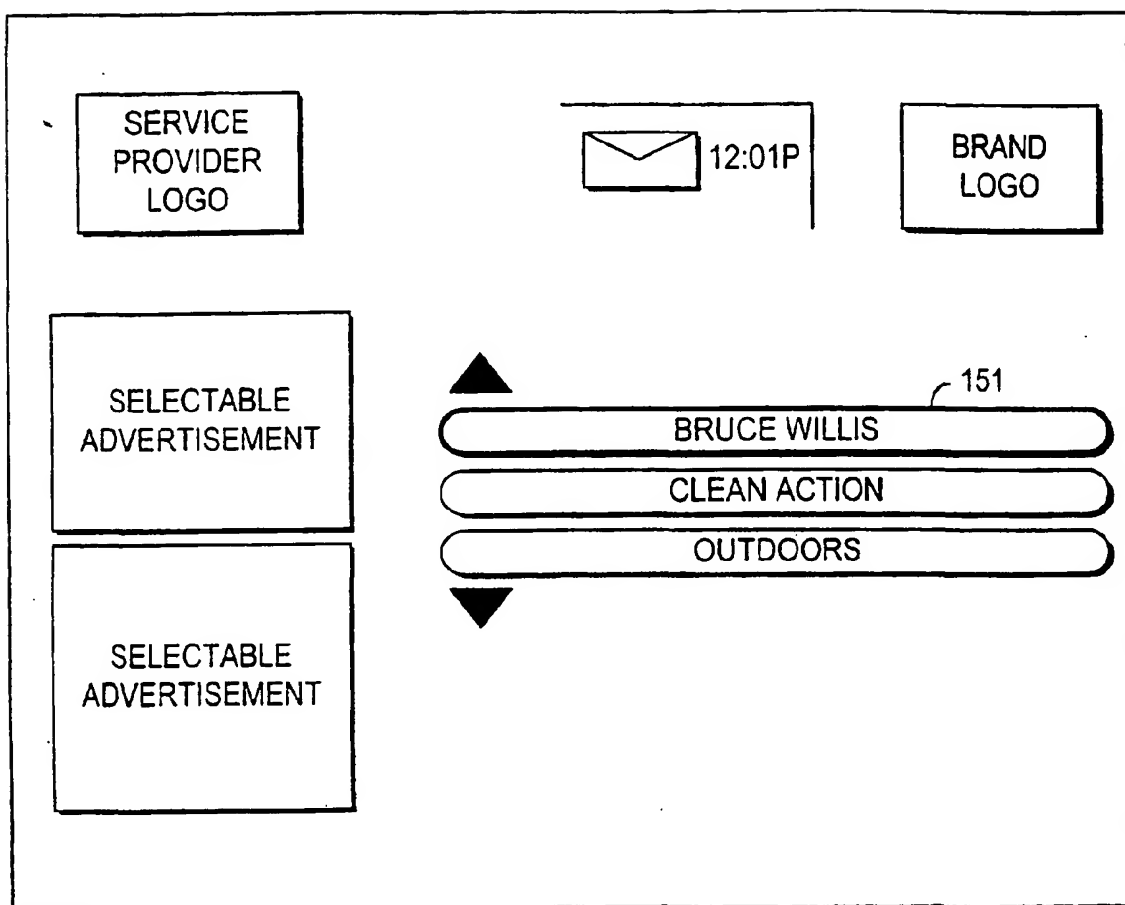 SERVICE
PROVIDER
LOGO
12:01P
BRAND
LOGO
SELECTABLE
ADVERTISEMENT
151
BRUCE WILLIS
CLEAN ACTION
OUTDOORS
SELECTABLE
ADVERTISEMENT